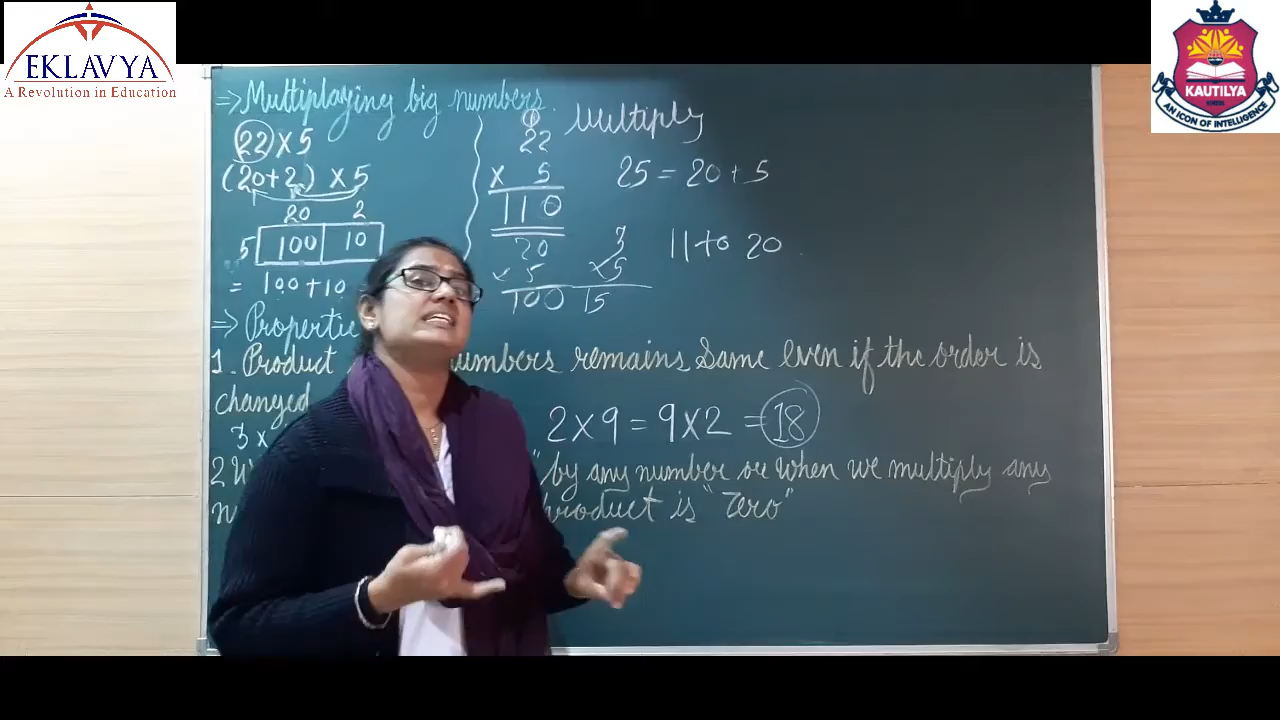 EKLAVYA
A Revolution in Education
KAUTILYA
AN ICON OF INTELLIGENCE
⇒ Multiplaying big numbers.
22 × 5
(20+2) × 5
20 2
5 100 10
= 100 + 10
1
22
× 5
110
20 3
× 5 × 5
100 15
Multiply
25 = 20 + 5
11 to 20
⇒ Propertie
1. Product numbers remains Same even if the order is
changed
3 × 2 × 9 = 9 × 2 = 18
2 " by any number or when we multiply any
product is "Zero"